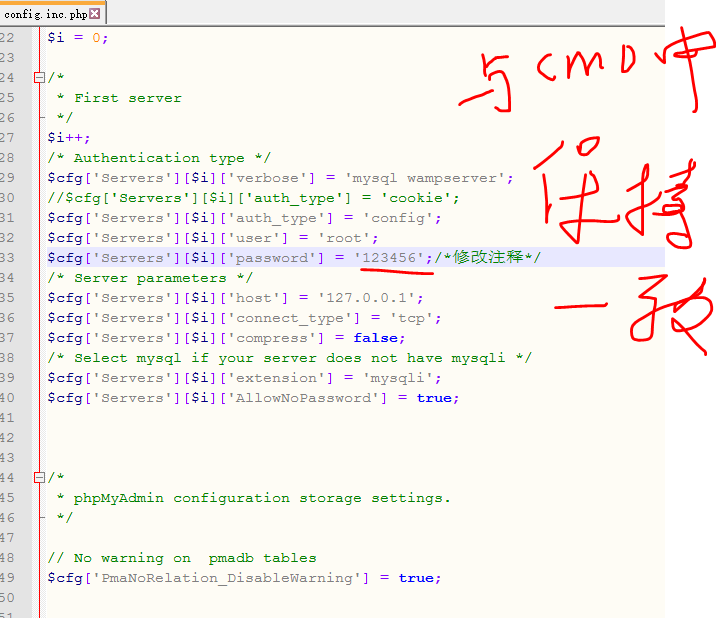 config.inc.php
22 $i = 0;
23
24 /*
25 * First server
26 */
27 $i++;
28 /* Authentication type */
29 $cfg['Servers'][$i]['verbose'] = 'mysql wampserver';
30 //$cfg['Servers'][$i]['auth_type'] = 'cookie';
31 $cfg['Servers'][$i]['auth_type'] = 'config';
32 $cfg['Servers'][$i]['user'] = 'root';
33 $cfg['Servers'][$i]['password'] = '123456';/*修改注释*/
34 /* Server parameters */
35 $cfg['Servers'][$i]['host'] = '127.0.0.1';
36 $cfg['Servers'][$i]['connect_type'] = 'tcp';
37 $cfg['Servers'][$i]['compress'] = false;
38 /* Select mysql if your server does not have mysqli */
39 $cfg['Servers'][$i]['extension'] = 'mysqli';
40 $cfg['Servers'][$i]['AllowNoPassword'] = true;
41
42
43
44 /*
45 * phpMyAdmin configuration storage settings.
46 */
47
48 // No warning on  pmadb tables
49 $cfg['PmaNoRelation_DisableWarning'] = true;
50
51
与CMD中
保持
一致